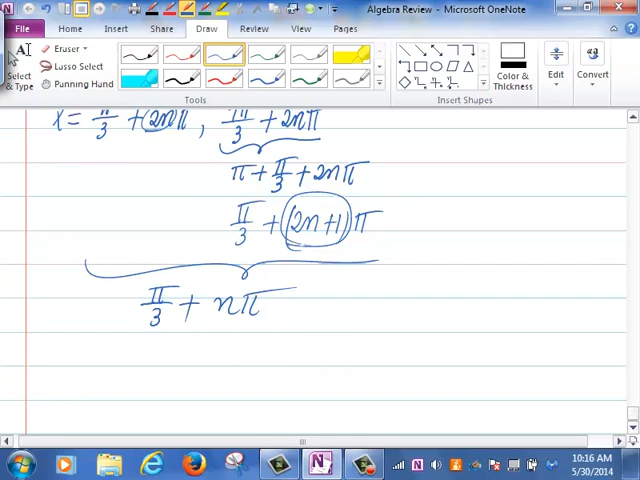 Algebra Review - Microsoft OneNote
File Home Insert Share Draw Review View Pages
Select & Type
Eraser
Lasso Select
Panning Hand
Color & Thickness
Edit
Convert
Tools
Insert Shapes
x = π/3 + 2nπ , π/3 + 2nπ
π + π/3 + 2nπ
π/3 + (2n+1)π
π/3 + nπ
10:16 AM
5/30/2014